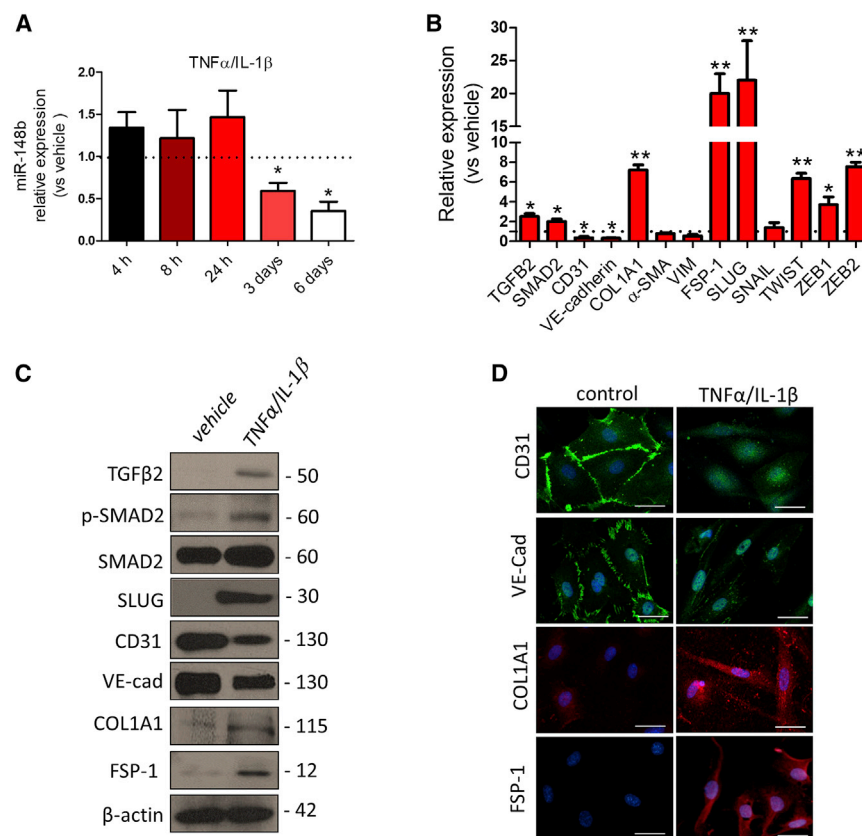 A
TNFα/IL-1β
miR-148b
relative expression
(vs vehicle )
2.0
1.5
1.0
0.5
0.0
*
*
4 h
8 h
24 h
3 days
6 days
B
Relative expression
(vs vehicle)
30
25
20
15
10
8
6
4
2
0
*
*
*
*
**
**
**
**
*
**
TGFB2
SMAD2
CD31
VE-cadherin
COL1A1
α-SMA
VIM
FSP-1
SLUG
SNAIL
TWIST
ZEB1
ZEB2
C
vehicle
TNFα/IL-1β
TGFβ2
- 50
p-SMAD2
- 60
SMAD2
- 60
SLUG
- 30
CD31
- 130
VE-cad
- 130
COL1A1
- 115
FSP-1
- 12
β-actin
- 42
D
control
TNFα/IL-1β
CD31
VE-Cad
COL1A1
FSP-1